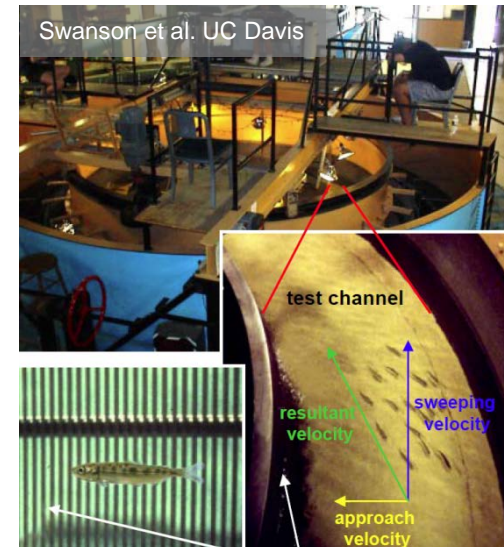 Swanson et al. UC Davis
test channel
resultant
velocity
sweeping
velocity
approach
velocity